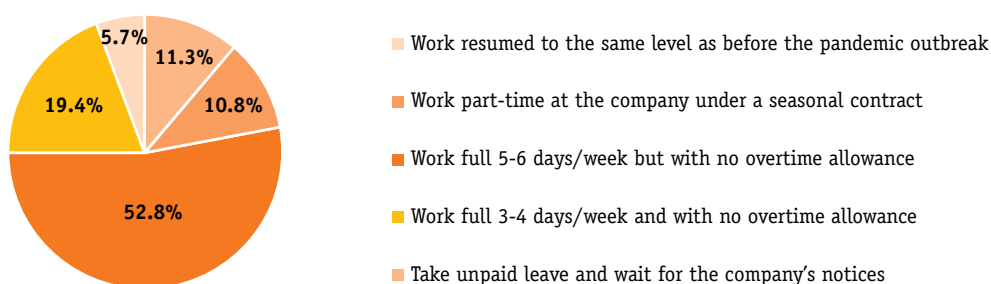 5.7%
11.3%
10.8%
19.4%
52.8%
Work resumed to the same level as before the pandemic outbreak
Work part-time at the company under a seasonal contract
Work full 5-6 days/week but with no overtime allowance
Work full 3-4 days/week and with no overtime allowance
Take unpaid leave and wait for the company’s notices